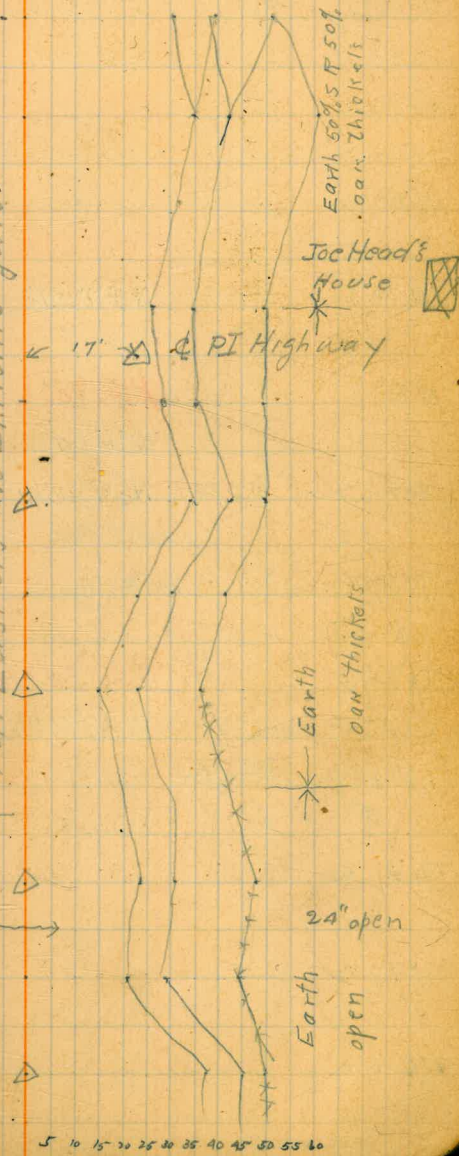 Earth 50% S R 50%
Oak Thickets
Joe Head's
House
17' ₵ PI Highway
Earth
Oak Thickets
24" open
Earth
open
5 10 15 20 25 30 35 40 45 50 55 60